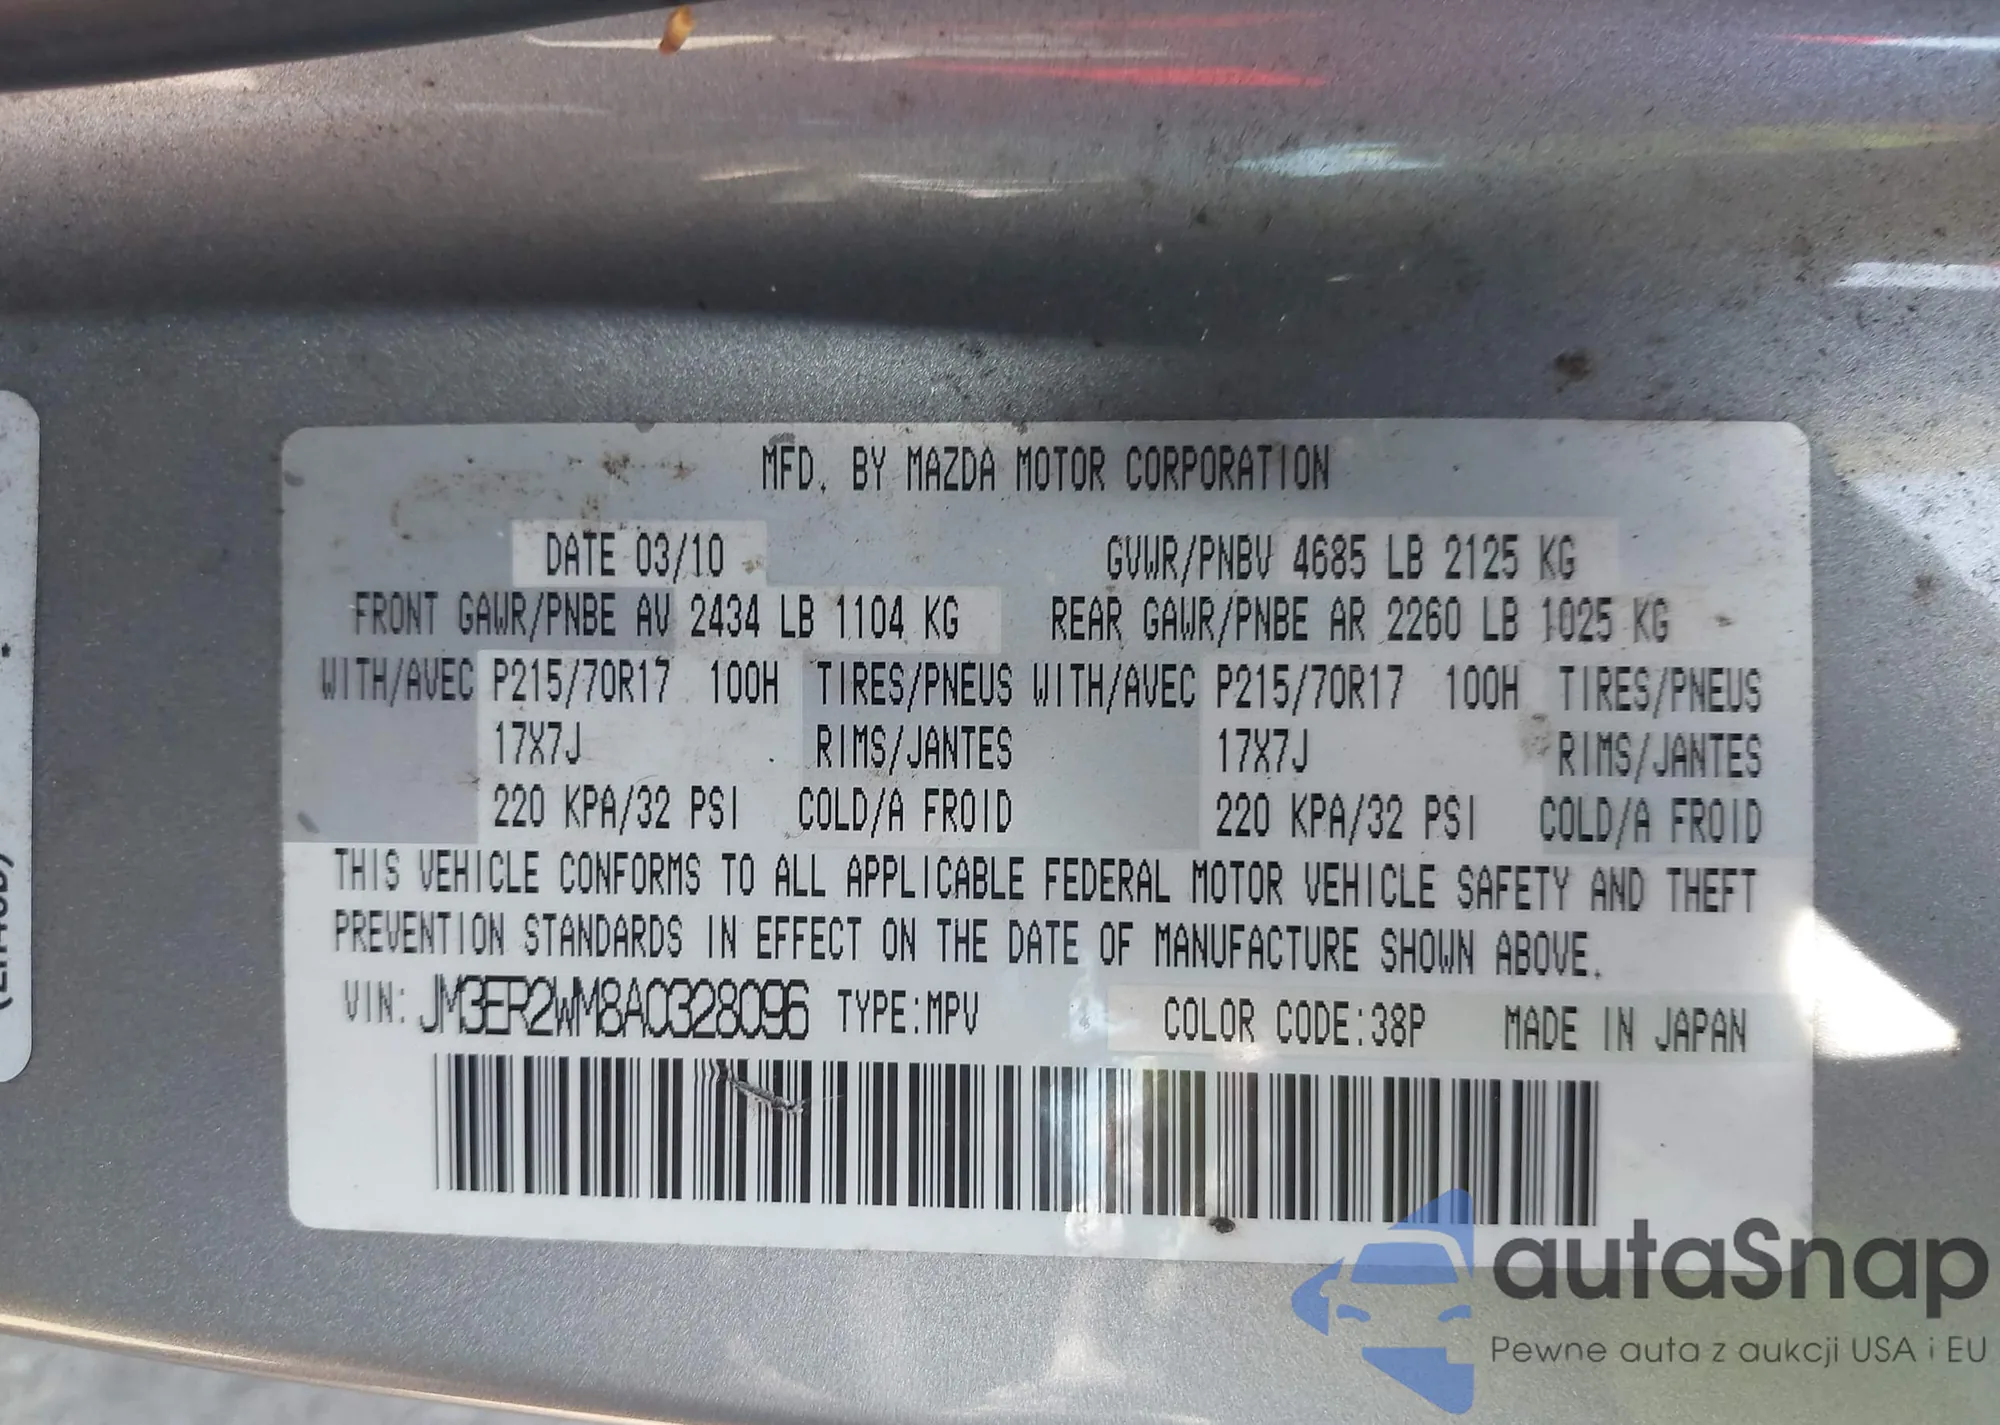 MFD. BY MAZDA MOTOR CORPORATION
DATE 03/10 GVWR/PNBV 4685 LB 2125 KG
FRONT GAWR/PNBE AV 2434 LB 1104 KG REAR GAWR/PNBE AR 2260 LB 1025 KG
WITH/AVEC P215/70R17 100H TIRES/PNEUS WITH/AVEC P215/70R17 100H TIRES/PNEUS
17X7J RIMS/JANTES 17X7J RIMS/JANTES
220 KPA/32 PSI COLD/A FROID 220 KPA/32 PSI COLD/A FROID
THIS VEHICLE CONFORMS TO ALL APPLICABLE FEDERAL MOTOR VEHICLE SAFETY AND THEFT
PREVENTION STANDARDS IN EFFECT ON THE DATE OF MANUFACTURE SHOWN ABOVE.
VIN: JM3ER2WM8A0328096 TYPE:MPV COLOR CODE:38P MADE IN JAPAN
autaSnap
Pewne auta z aukcji USA i EU